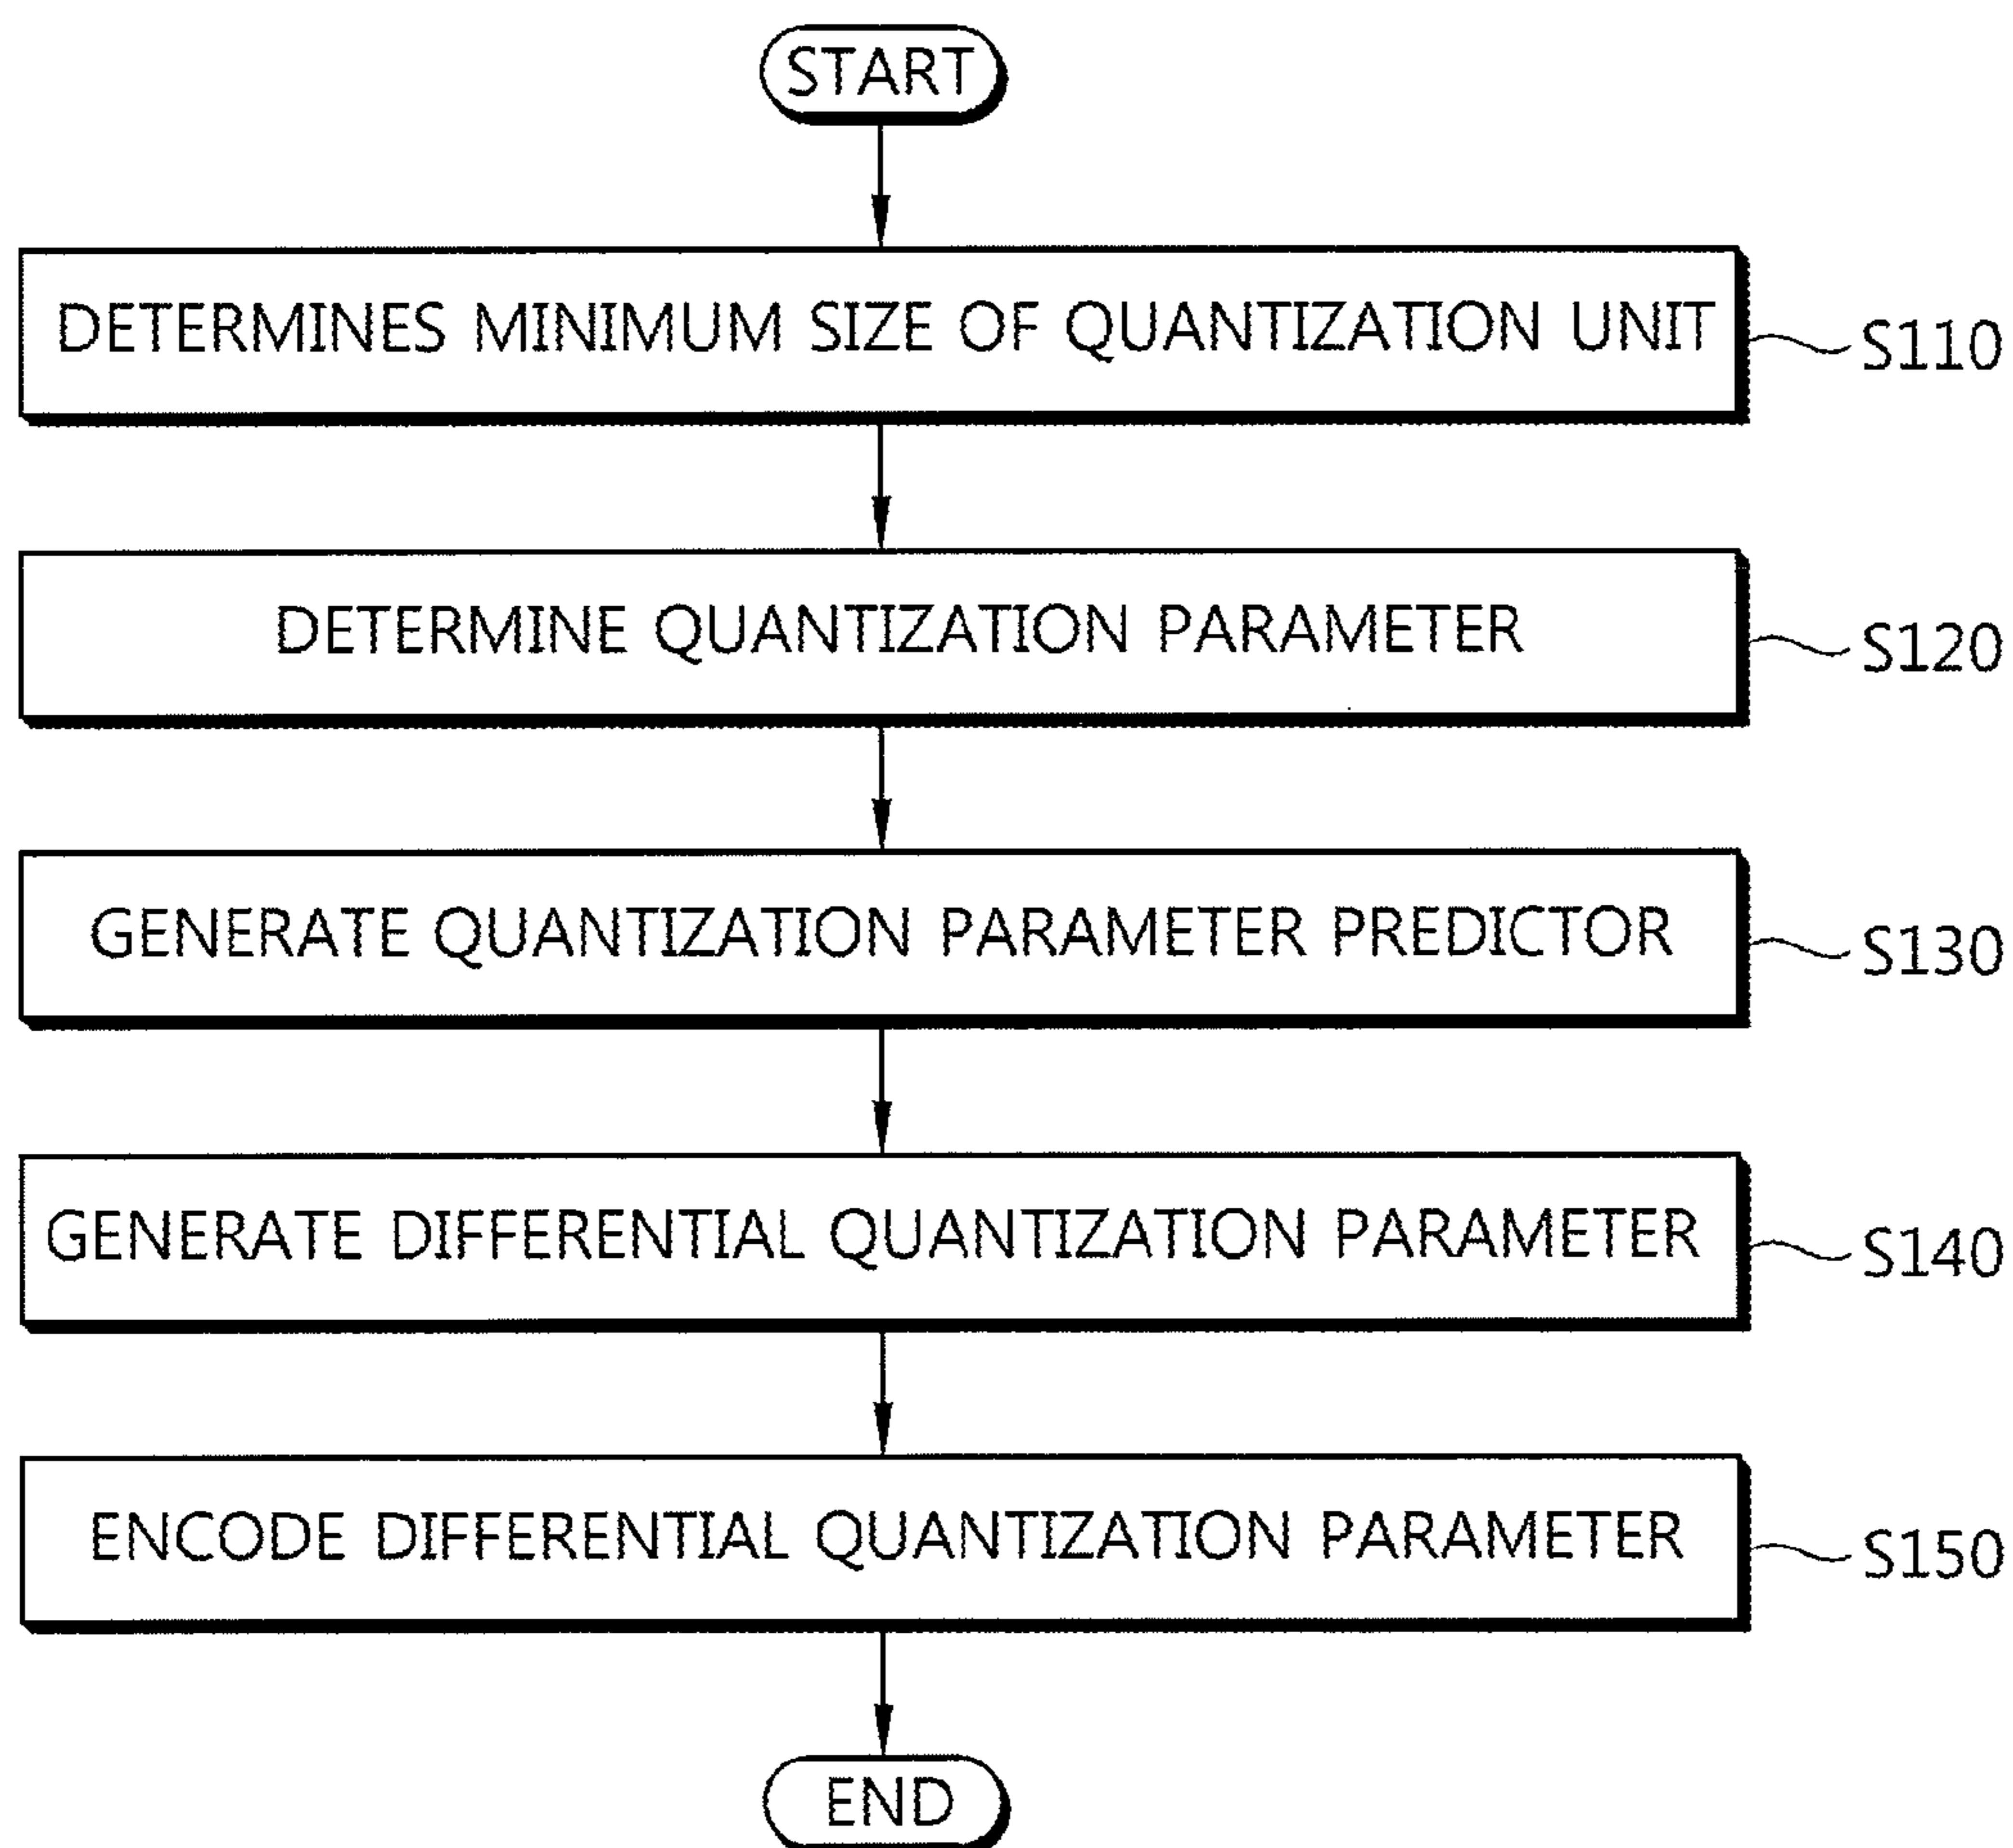 START
DETERMINES MINIMUM SIZE OF QUANTIZATION UNIT
S110
DETERMINE QUANTIZATION PARAMETER
S120
GENERATE QUANTIZATION PARAMETER PREDICTOR
S130
GENERATE DIFFERENTIAL QUANTIZATION PARAMETER
S140
ENCODE DIFFERENTIAL QUANTIZATION PARAMETER
S150
END